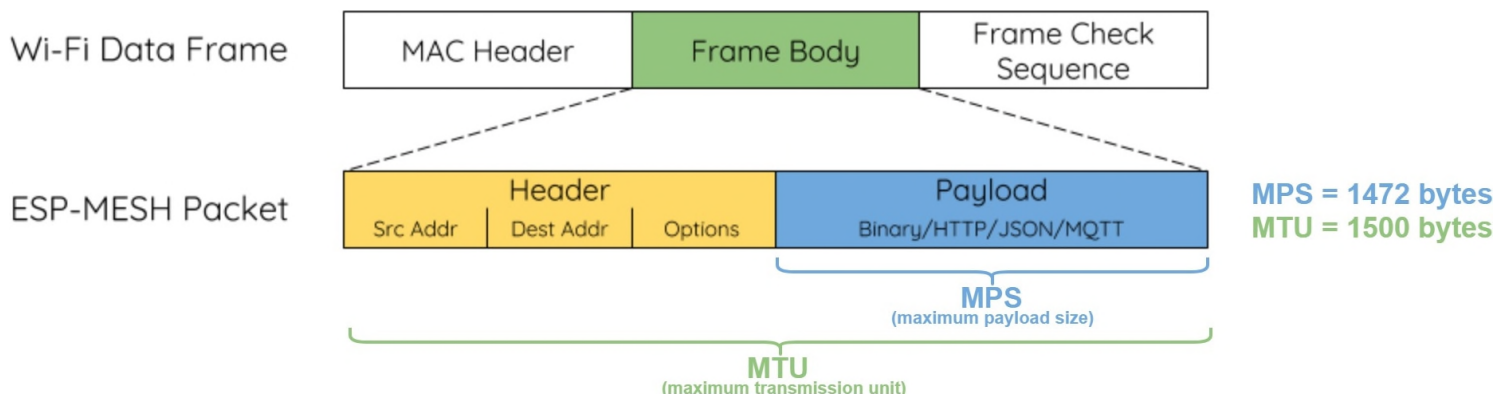 Wi-Fi Data Frame
MAC Header
Frame Body
Frame Check
Sequence
ESP-MESH Packet
Header
Src Addr
Dest Addr
Options
Payload
Binary/HTTP/JSON/MQTT
MPS = 1472 bytes
MTU = 1500 bytes
MPS
(maximum payload size)
MTU
(maximum transmission unit)